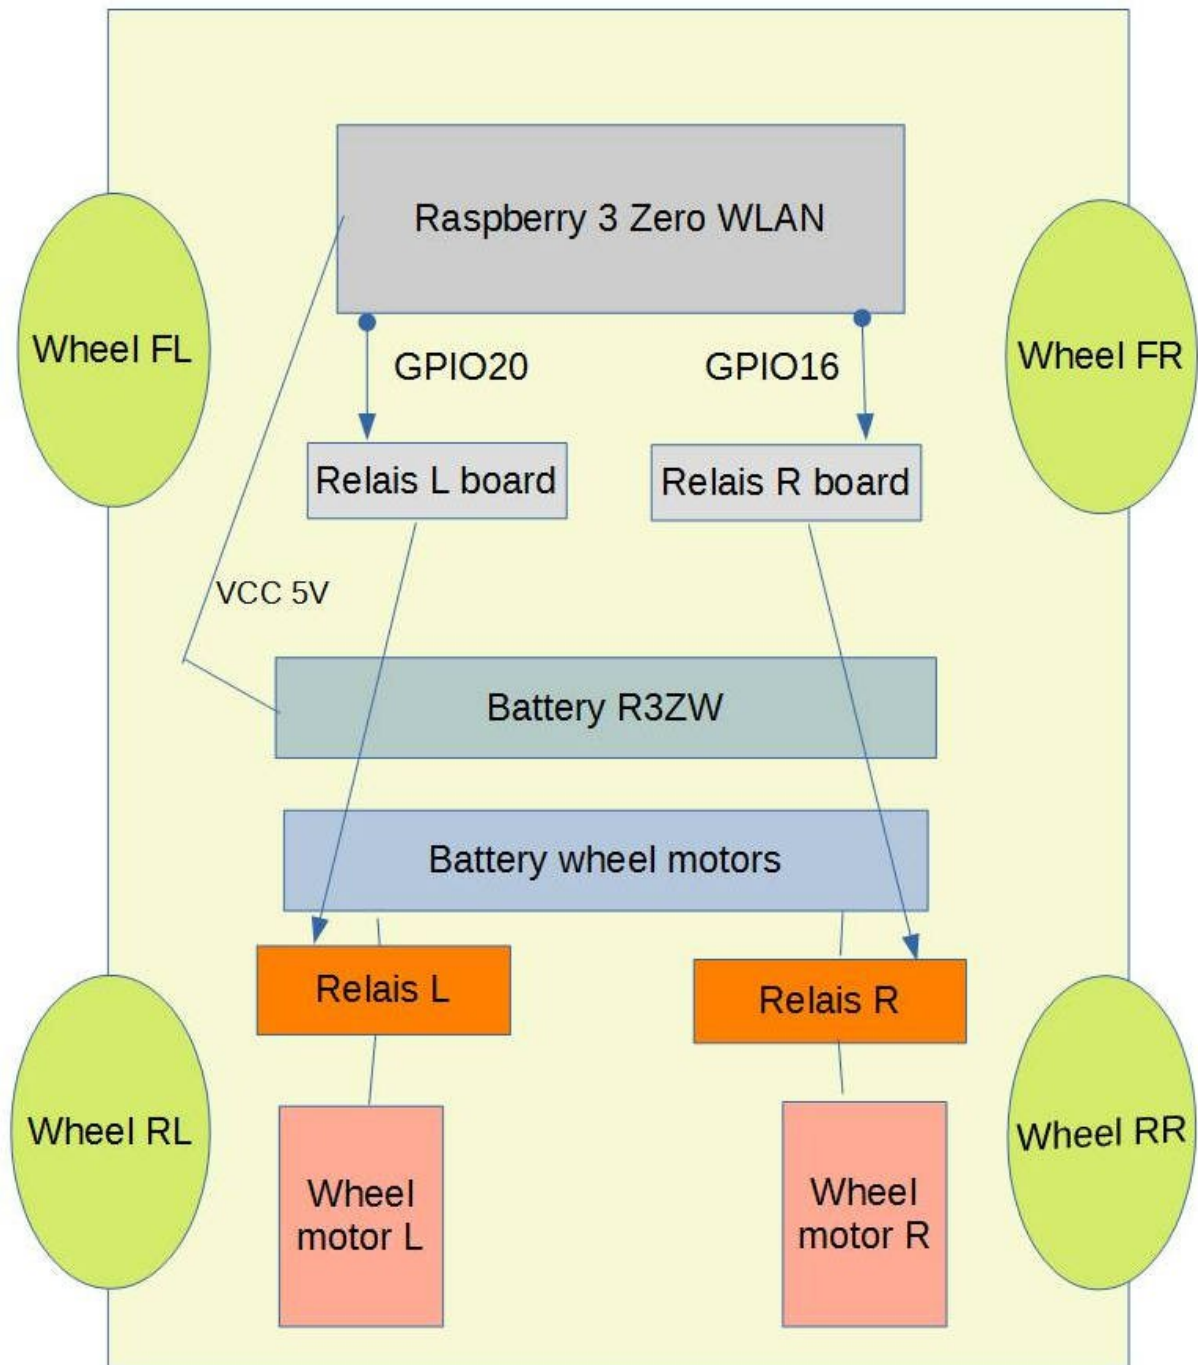 Raspberry 3 Zero WLAN
Wheel FL
Wheel FR
GPIO20
GPIO16
Relais L board
Relais R board
VCC 5V
Battery R3ZW
Battery wheel motors
Relais L
Relais R
Wheel RL
Wheel RR
Wheel
motor L
Wheel
motor R